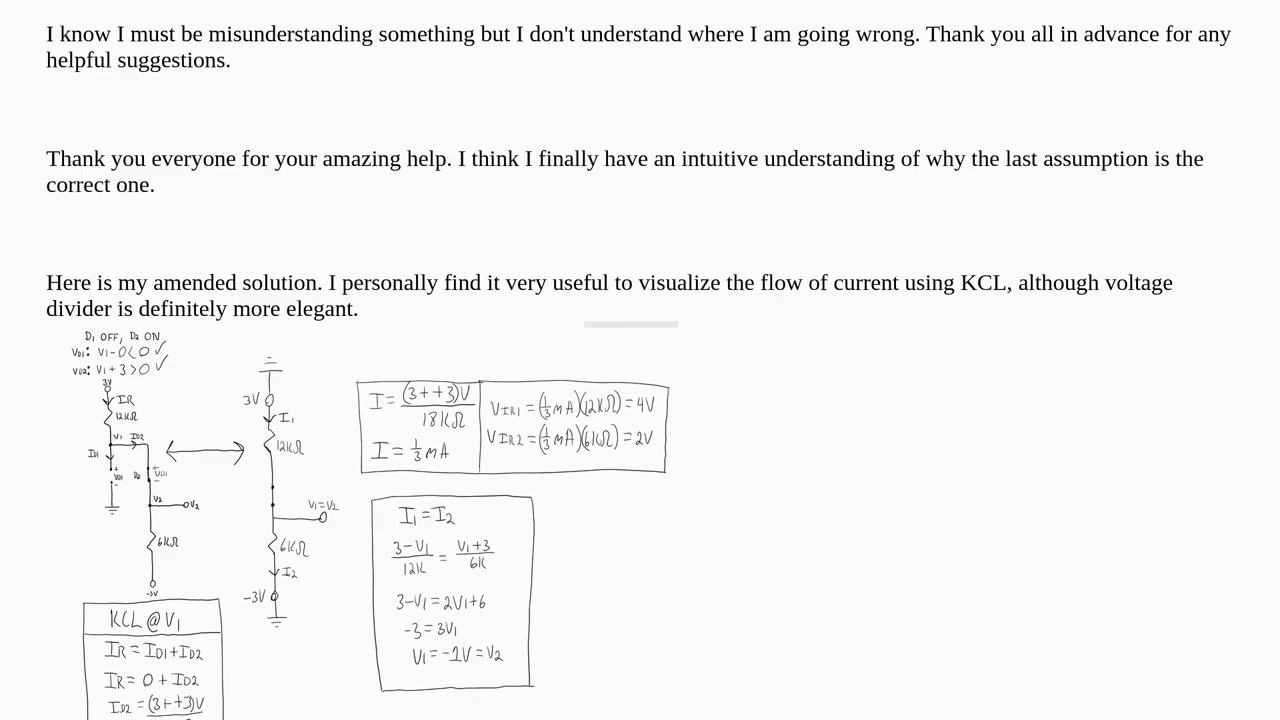 I know I must be misunderstanding something but I don't understand where I am going wrong. Thank you all in advance for any
helpful suggestions.
Thank you everyone for your amazing help. I think I finally have an intuitive understanding of why the last assumption is the
correct one.
Here is my amended solution. I personally find it very useful to visualize the flow of current using KCL, although voltage
divider is definitely more elegant.
D1 OFF, D2 ON
VD1: V1-0<0 ✓
VD2: V1+3>0 ✓
3V
IR
12KΩ
V1 ID2
ID1
+
VD1
-
D2
+
VD1
-
V2
V2
6KΩ
-3V
3V
I1
12KΩ
V1=V2
6KΩ
I2
-3V
I = (3++3)V
18KΩ
I = 1/3 mA
VIR1 = (1/3 mA)(12KΩ) = 4V
VIR2 = (1/3 mA)(6KΩ) = 2V
I1 = I2
3-V1 / 12K = V1+3 / 6K
3-V1 = 2V1+6
-3 = 3V1
V1 = -1V = V2
KCL @ V1
IR = ID1 + ID2
IR = 0 + ID2
ID2 = (3++3)V